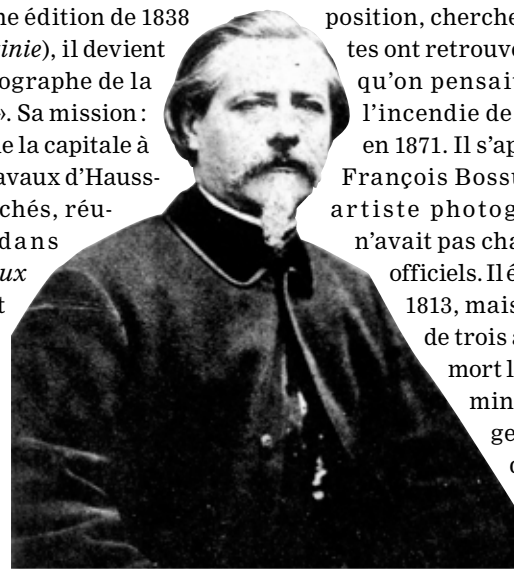 ne édition de 1838
inie), il devient
ographe de la
». Sa mission :
e la capitale à
avaux d’Hauss-
chés, réu-
dans
ux
t
position, cherche
tes ont retrouvé
qu’on pensait
l’incendie de
en 1871. Il s’ap
François Bossu
artiste photog
n’avait pas cha
officiels. Il é
1813, mais
de trois a
mort l
min
ge